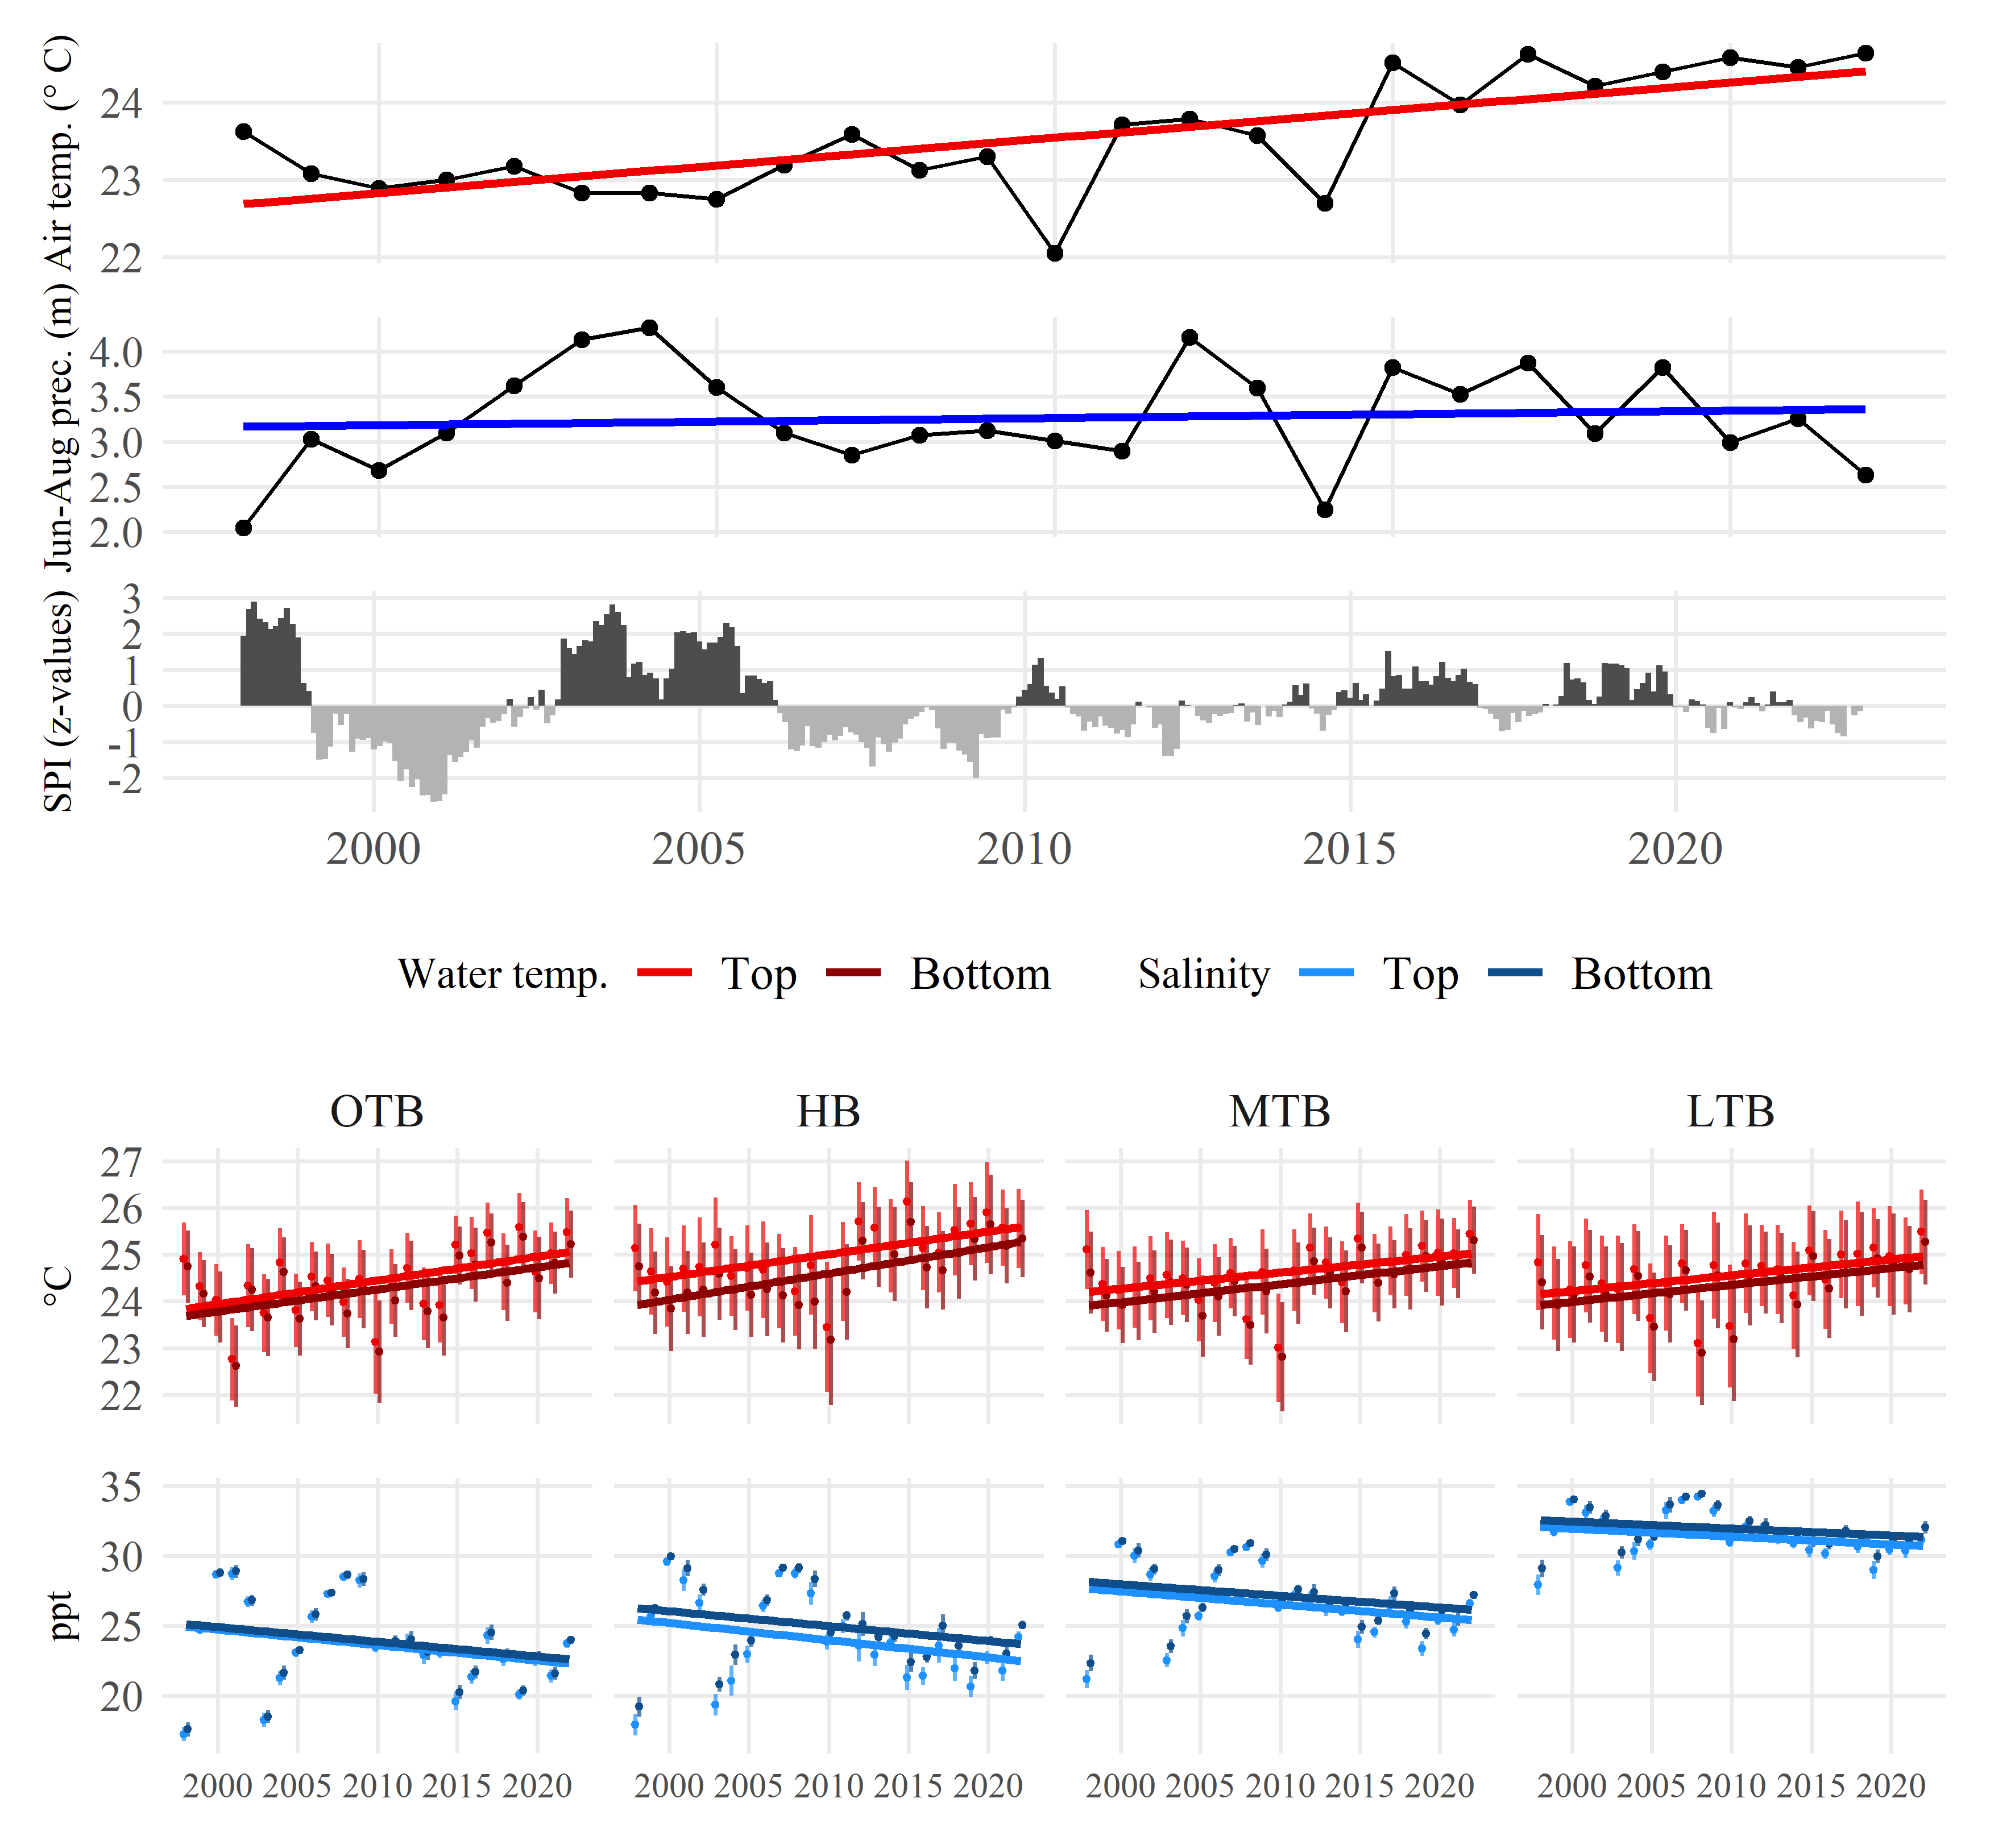 Air temp. (° C)
24
23
22
Jun-Aug prec. (m)
4.0
3.5
3.0
2.5
2.0
SPI (z-values)
3
2
1
0
-1
-2
2000 2005 2010 2015 2020
Water temp. Top Bottom Salinity Top Bottom
OTB HB MTB LTB
°C
27
26
25
24
23
22
ppt
35
30
25
20
2000 2005 2010 2015 2020 2000 2005 2010 2015 2020 2000 2005 2010 2015 2020 2000 2005 2010 2015 2020